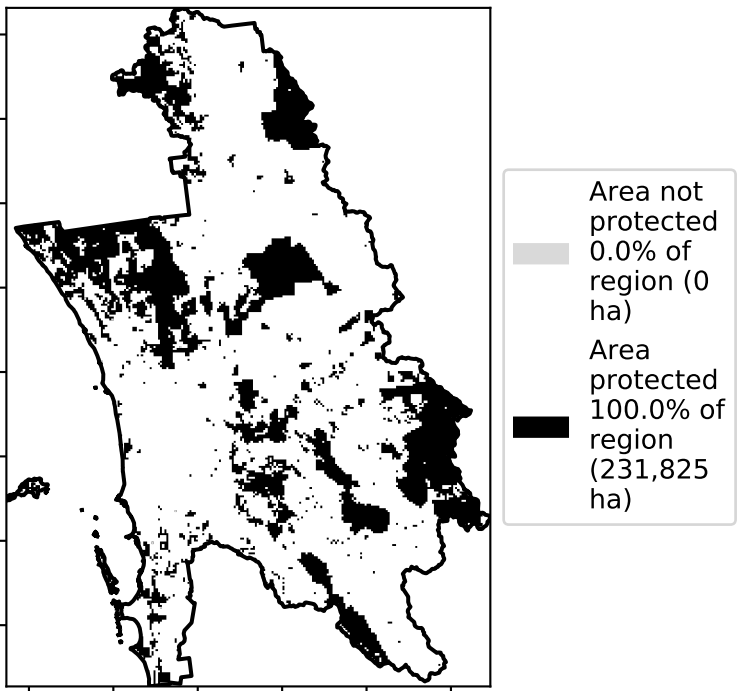 Area not
protected
0.0% of
region (0
ha)
Area
protected
100.0% of
region
(231,825
ha)